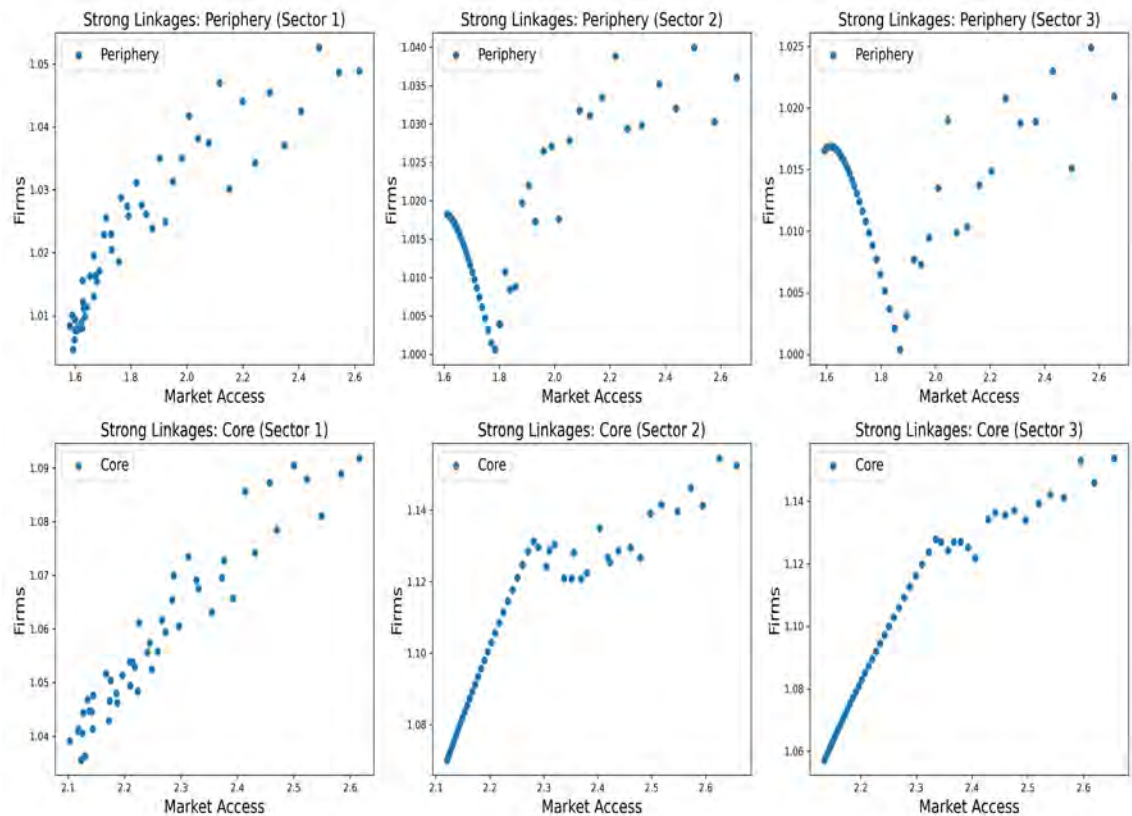 Strong Linkages: Periphery (Sector 1)
Periphery
1.05
1.04
1.03
1.02
1.01
Firms
1.6 1.8 2.0 2.2 2.4 2.6
Market Access
Strong Linkages: Periphery (Sector 2)
Periphery
1.040
1.035
1.030
1.025
1.020
1.015
1.010
1.005
1.000
Firms
1.6 1.8 2.0 2.2 2.4 2.6
Market Access
Strong Linkages: Periphery (Sector 3)
Periphery
1.025
1.020
1.015
1.010
1.005
1.000
Firms
1.6 1.8 2.0 2.2 2.4 2.6
Market Access
Strong Linkages: Core (Sector 1)
Core
1.09
1.08
1.07
1.06
1.05
1.04
Firms
2.1 2.2 2.3 2.4 2.5 2.6
Market Access
Strong Linkages: Core (Sector 2)
Core
1.14
1.12
1.10
1.08
Firms
2.1 2.2 2.3 2.4 2.5 2.6
Market Access
Strong Linkages: Core (Sector 3)
Core
1.14
1.12
1.10
1.08
1.06
Firms
2.2 2.3 2.4 2.5 2.6
Market Access